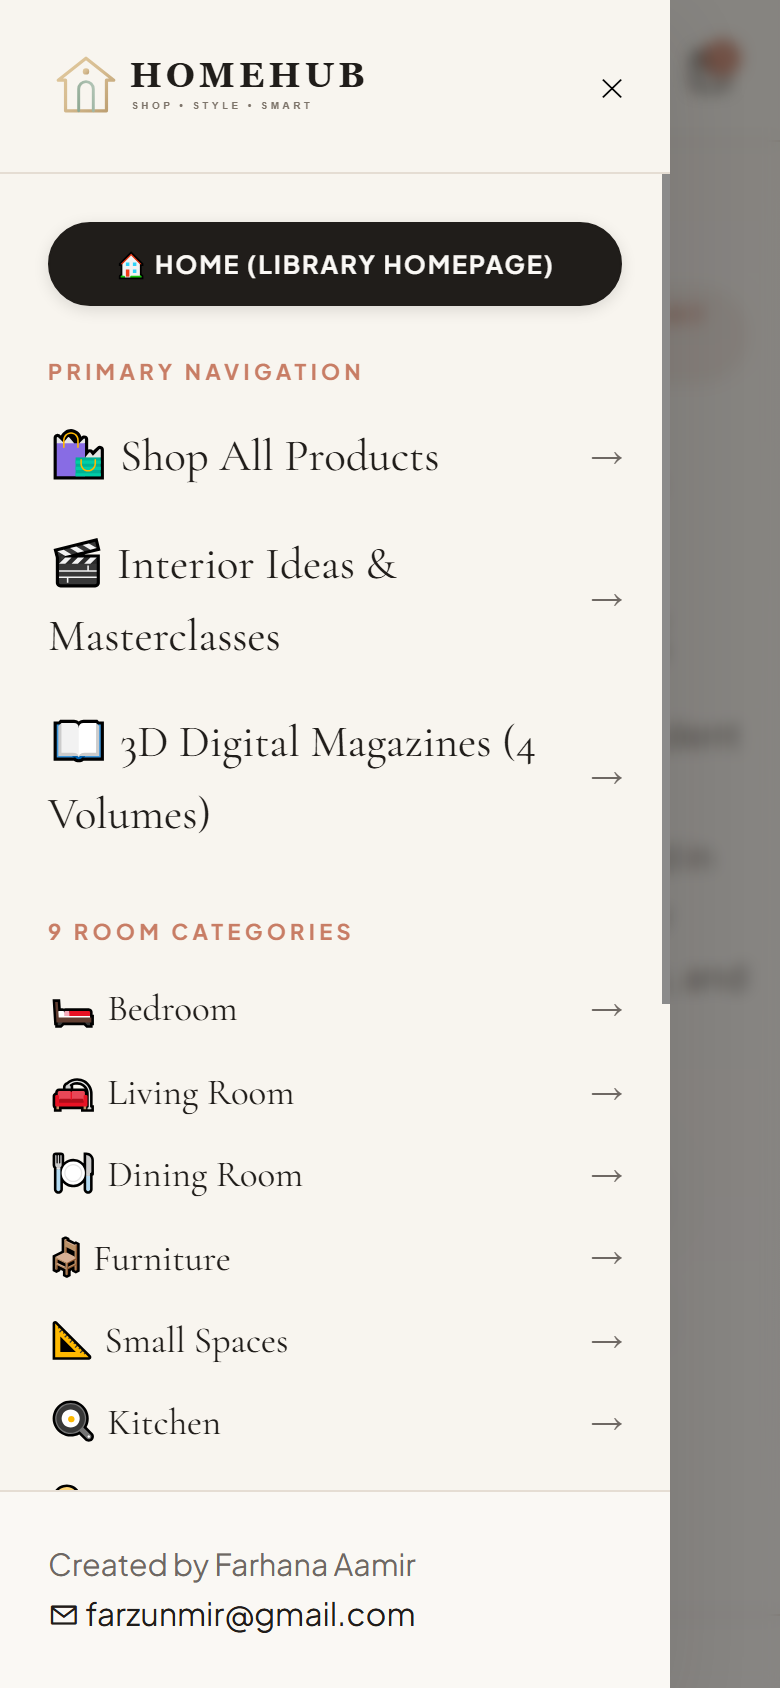 HOMEHUB
SHOP • STYLE • SMART
HOME (LIBRARY HOMEPAGE)
PRIMARY NAVIGATION
Shop All Products →
Interior Ideas &
Masterclasses →
3D Digital Magazines (4
Volumes) →
9 ROOM CATEGORIES
Bedroom →
Living Room →
Dining Room →
Furniture →
Small Spaces →
Kitchen →
Created by Farhana Aamir
farzunmir@gmail.com
and